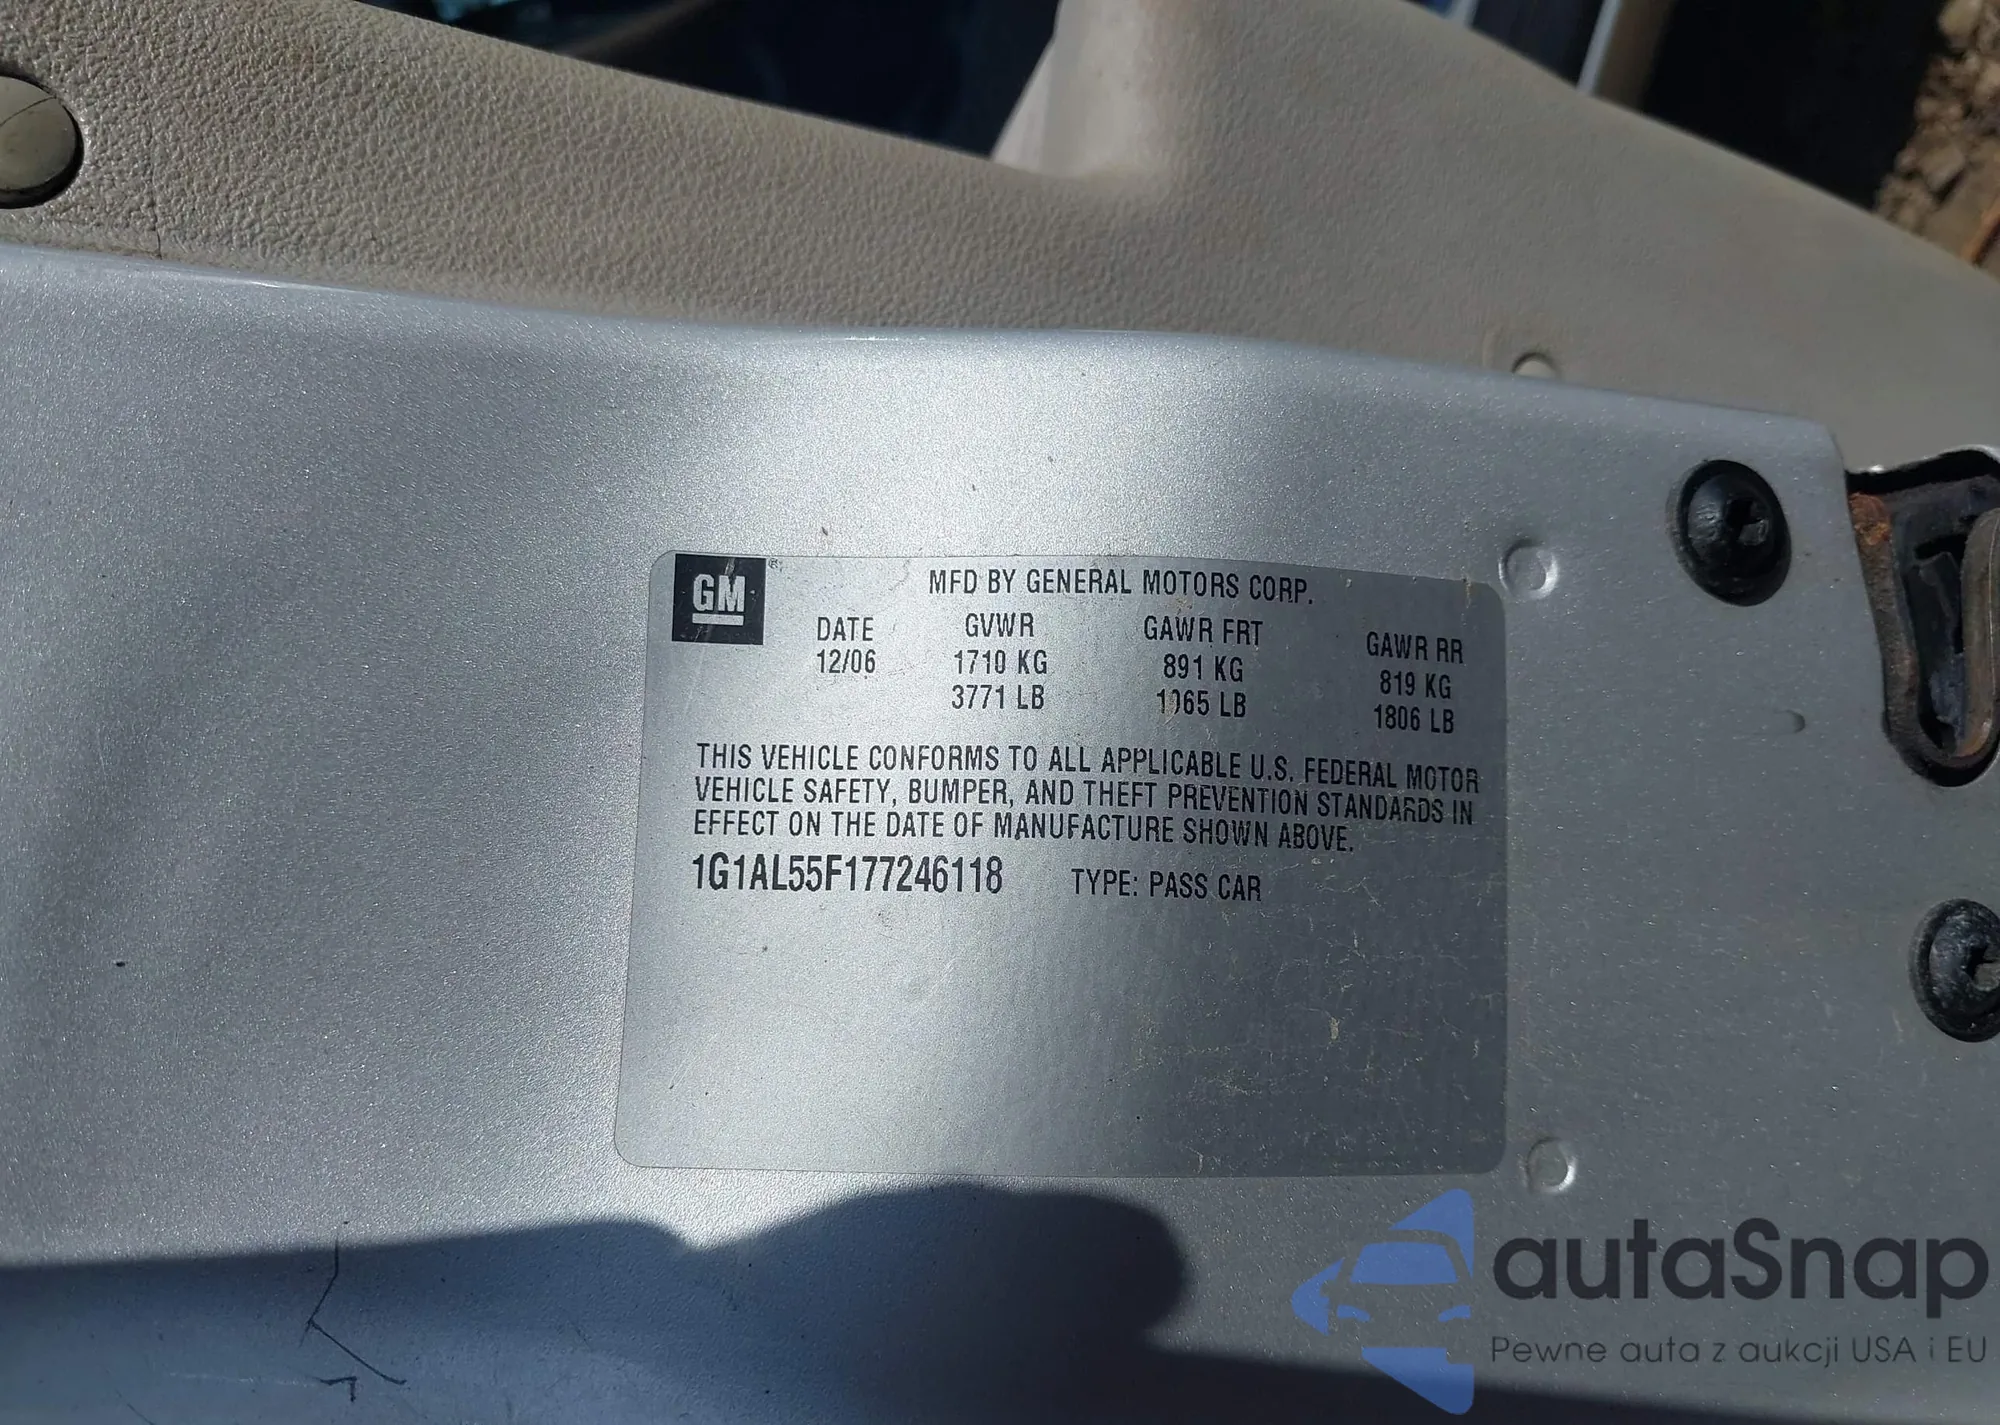 GM®
MFD BY GENERAL MOTORS CORP.
DATE GVWR GAWR FRT GAWR RR
12/06 1710 KG 891 KG 819 KG
3771 LB 1965 LB 1806 LB
THIS VEHICLE CONFORMS TO ALL APPLICABLE U.S. FEDERAL MOTOR
VEHICLE SAFETY, BUMPER, AND THEFT PREVENTION STANDARDS IN
EFFECT ON THE DATE OF MANUFACTURE SHOWN ABOVE.
1G1AL55F177246118 TYPE: PASS CAR
autaSnap
Pewne auta z aukcji USA i EU